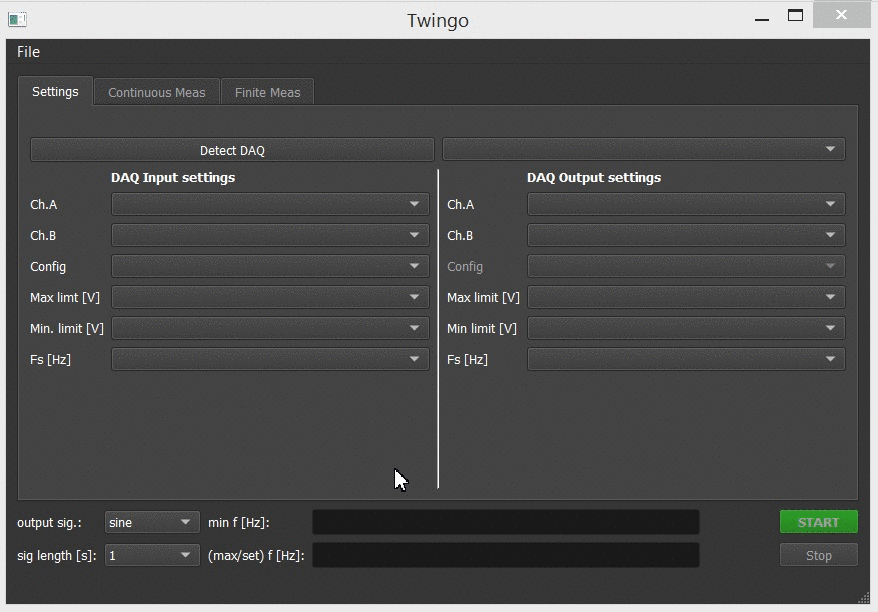 Twingo
File
Settings Continuous Meas Finite Meas
Detect DAQ
DAQ Input settings DAQ Output settings
Ch.A Ch.A
Ch.B Ch.B
Config Config
Max limt [V] Max limit [V]
Min. limit [V] Min limit [V]
Fs [Hz] Fs [Hz]
output sig.: sine min f [Hz]: START
sig length [s]: 1 (max/set) f [Hz]: Stop